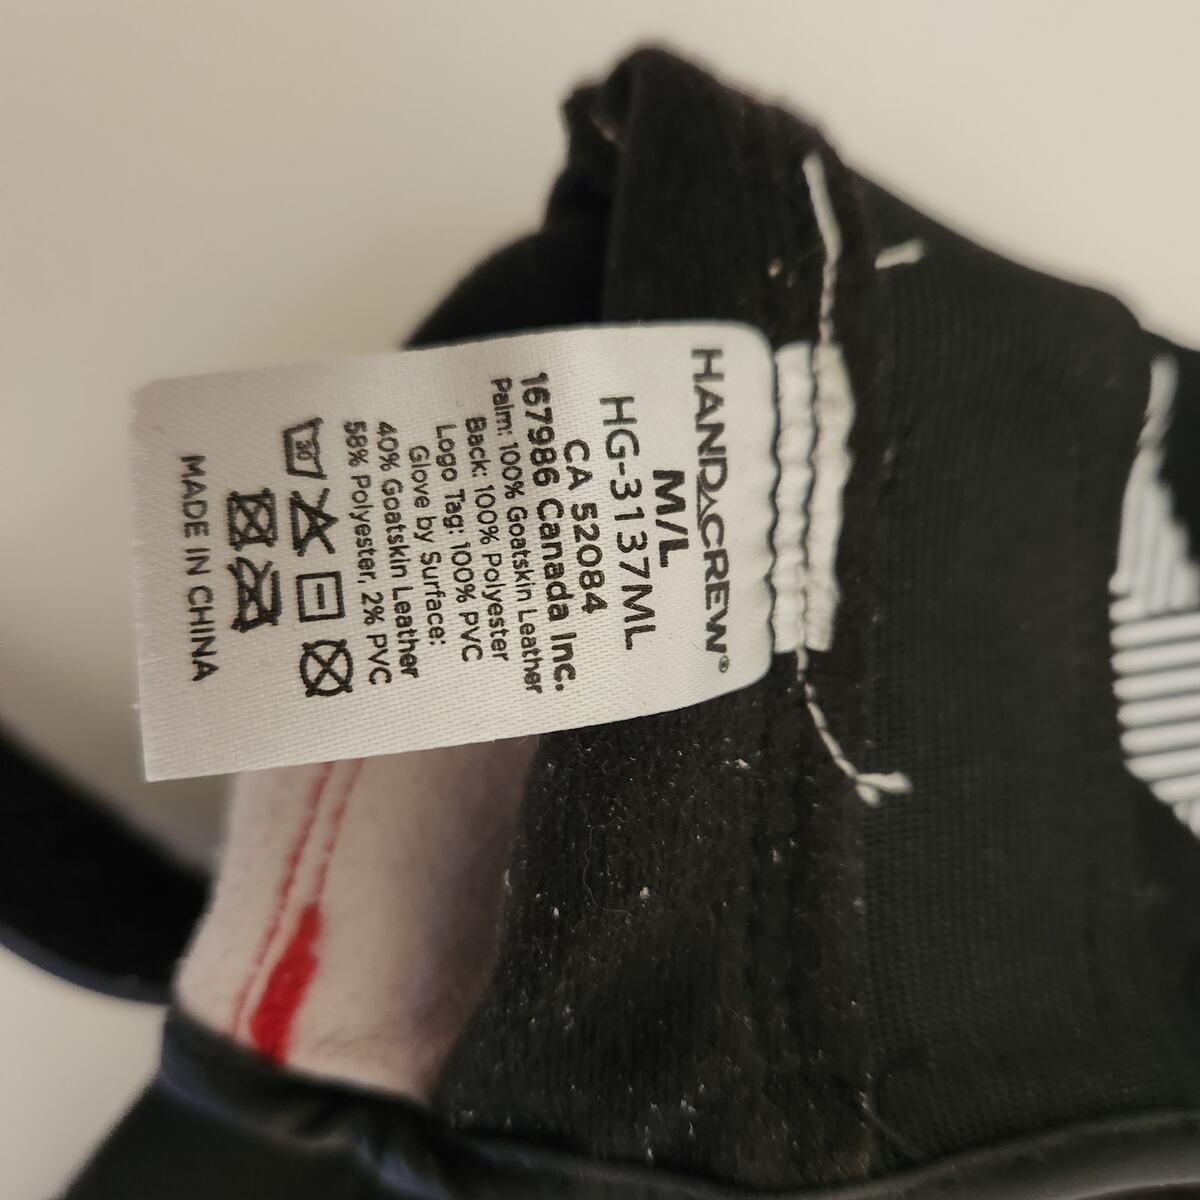 HANDCREW®
M/L
HG-3137ML
CA 52084
167986 Canada Inc.
Palm: 100% Goatskin Leather
Back: 100% Polyester
Logo Tag: 100% PVC
Glove by Surface:
40% Goatskin Leather
58% Polyester, 2% PVC
30
MADE IN CHINA